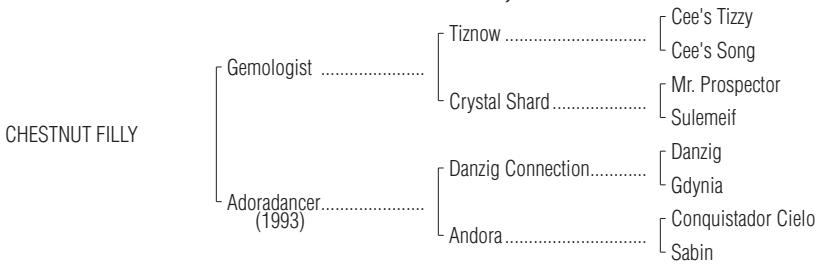 Cee's Tizzy
Tiznow ..............................
Cee's Song
Gemologist ......................
Mr. Prospector
Crystal Shard ....................
Sulemeif
CHESTNUT FILLY
Danzig
Danzig Connection............
Gdynia
Adoradancer......................
(1993)
Conquistador Cielo
Andora ..............................
Sabin